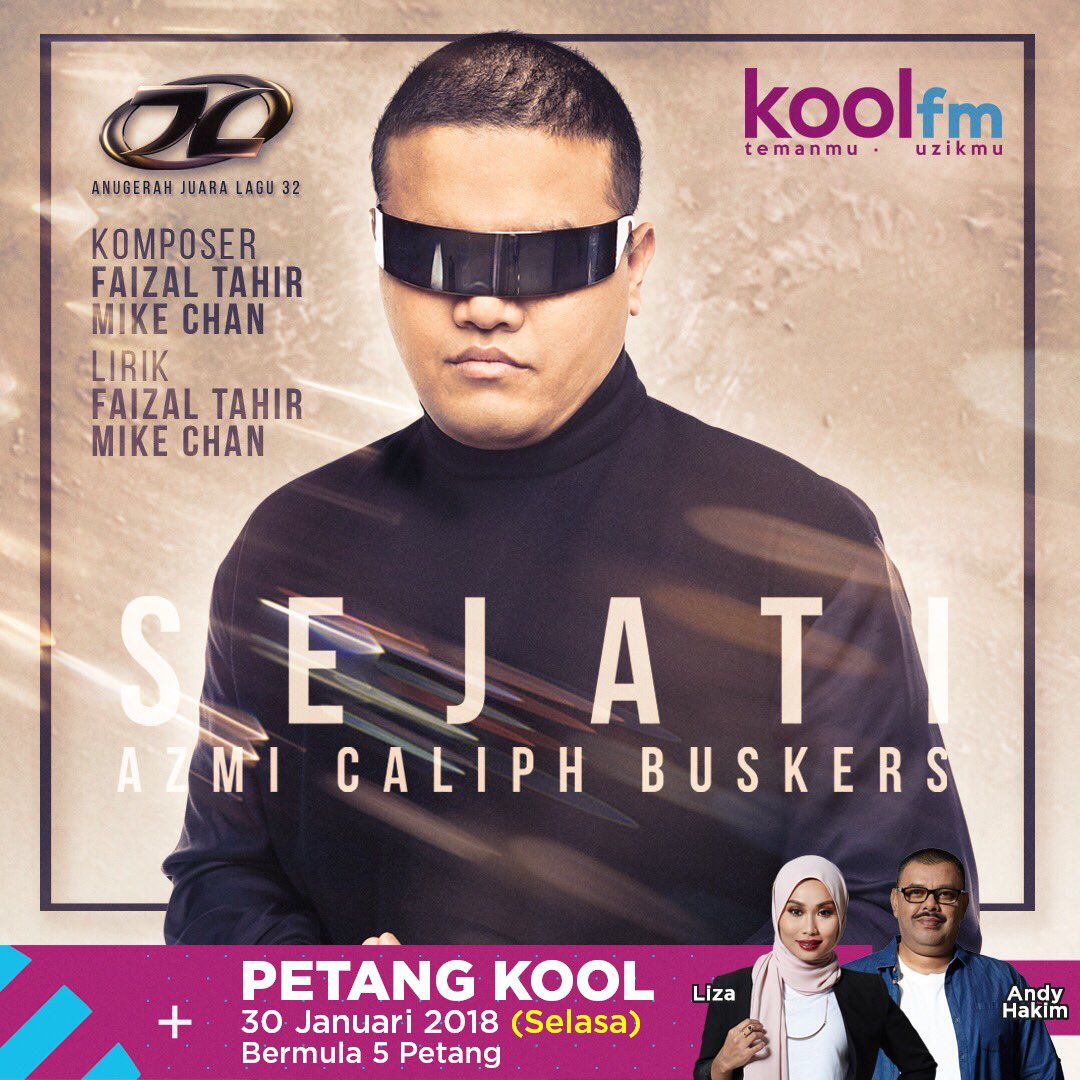 JL
ANUGERAH JUARA LAGU 32
KOMPOSER
FAIZAL TAHIR
MIKE CHAN
LIRIK
FAIZAL TAHIR
MIKE CHAN
koolfm
temanmu · uzikmu
SEJATI
AZMI CALIPH BUSKERS
PETANG KOOL
30 Januari 2018 (Selasa)
Bermula 5 Petang
Liza
Andy
Hakim